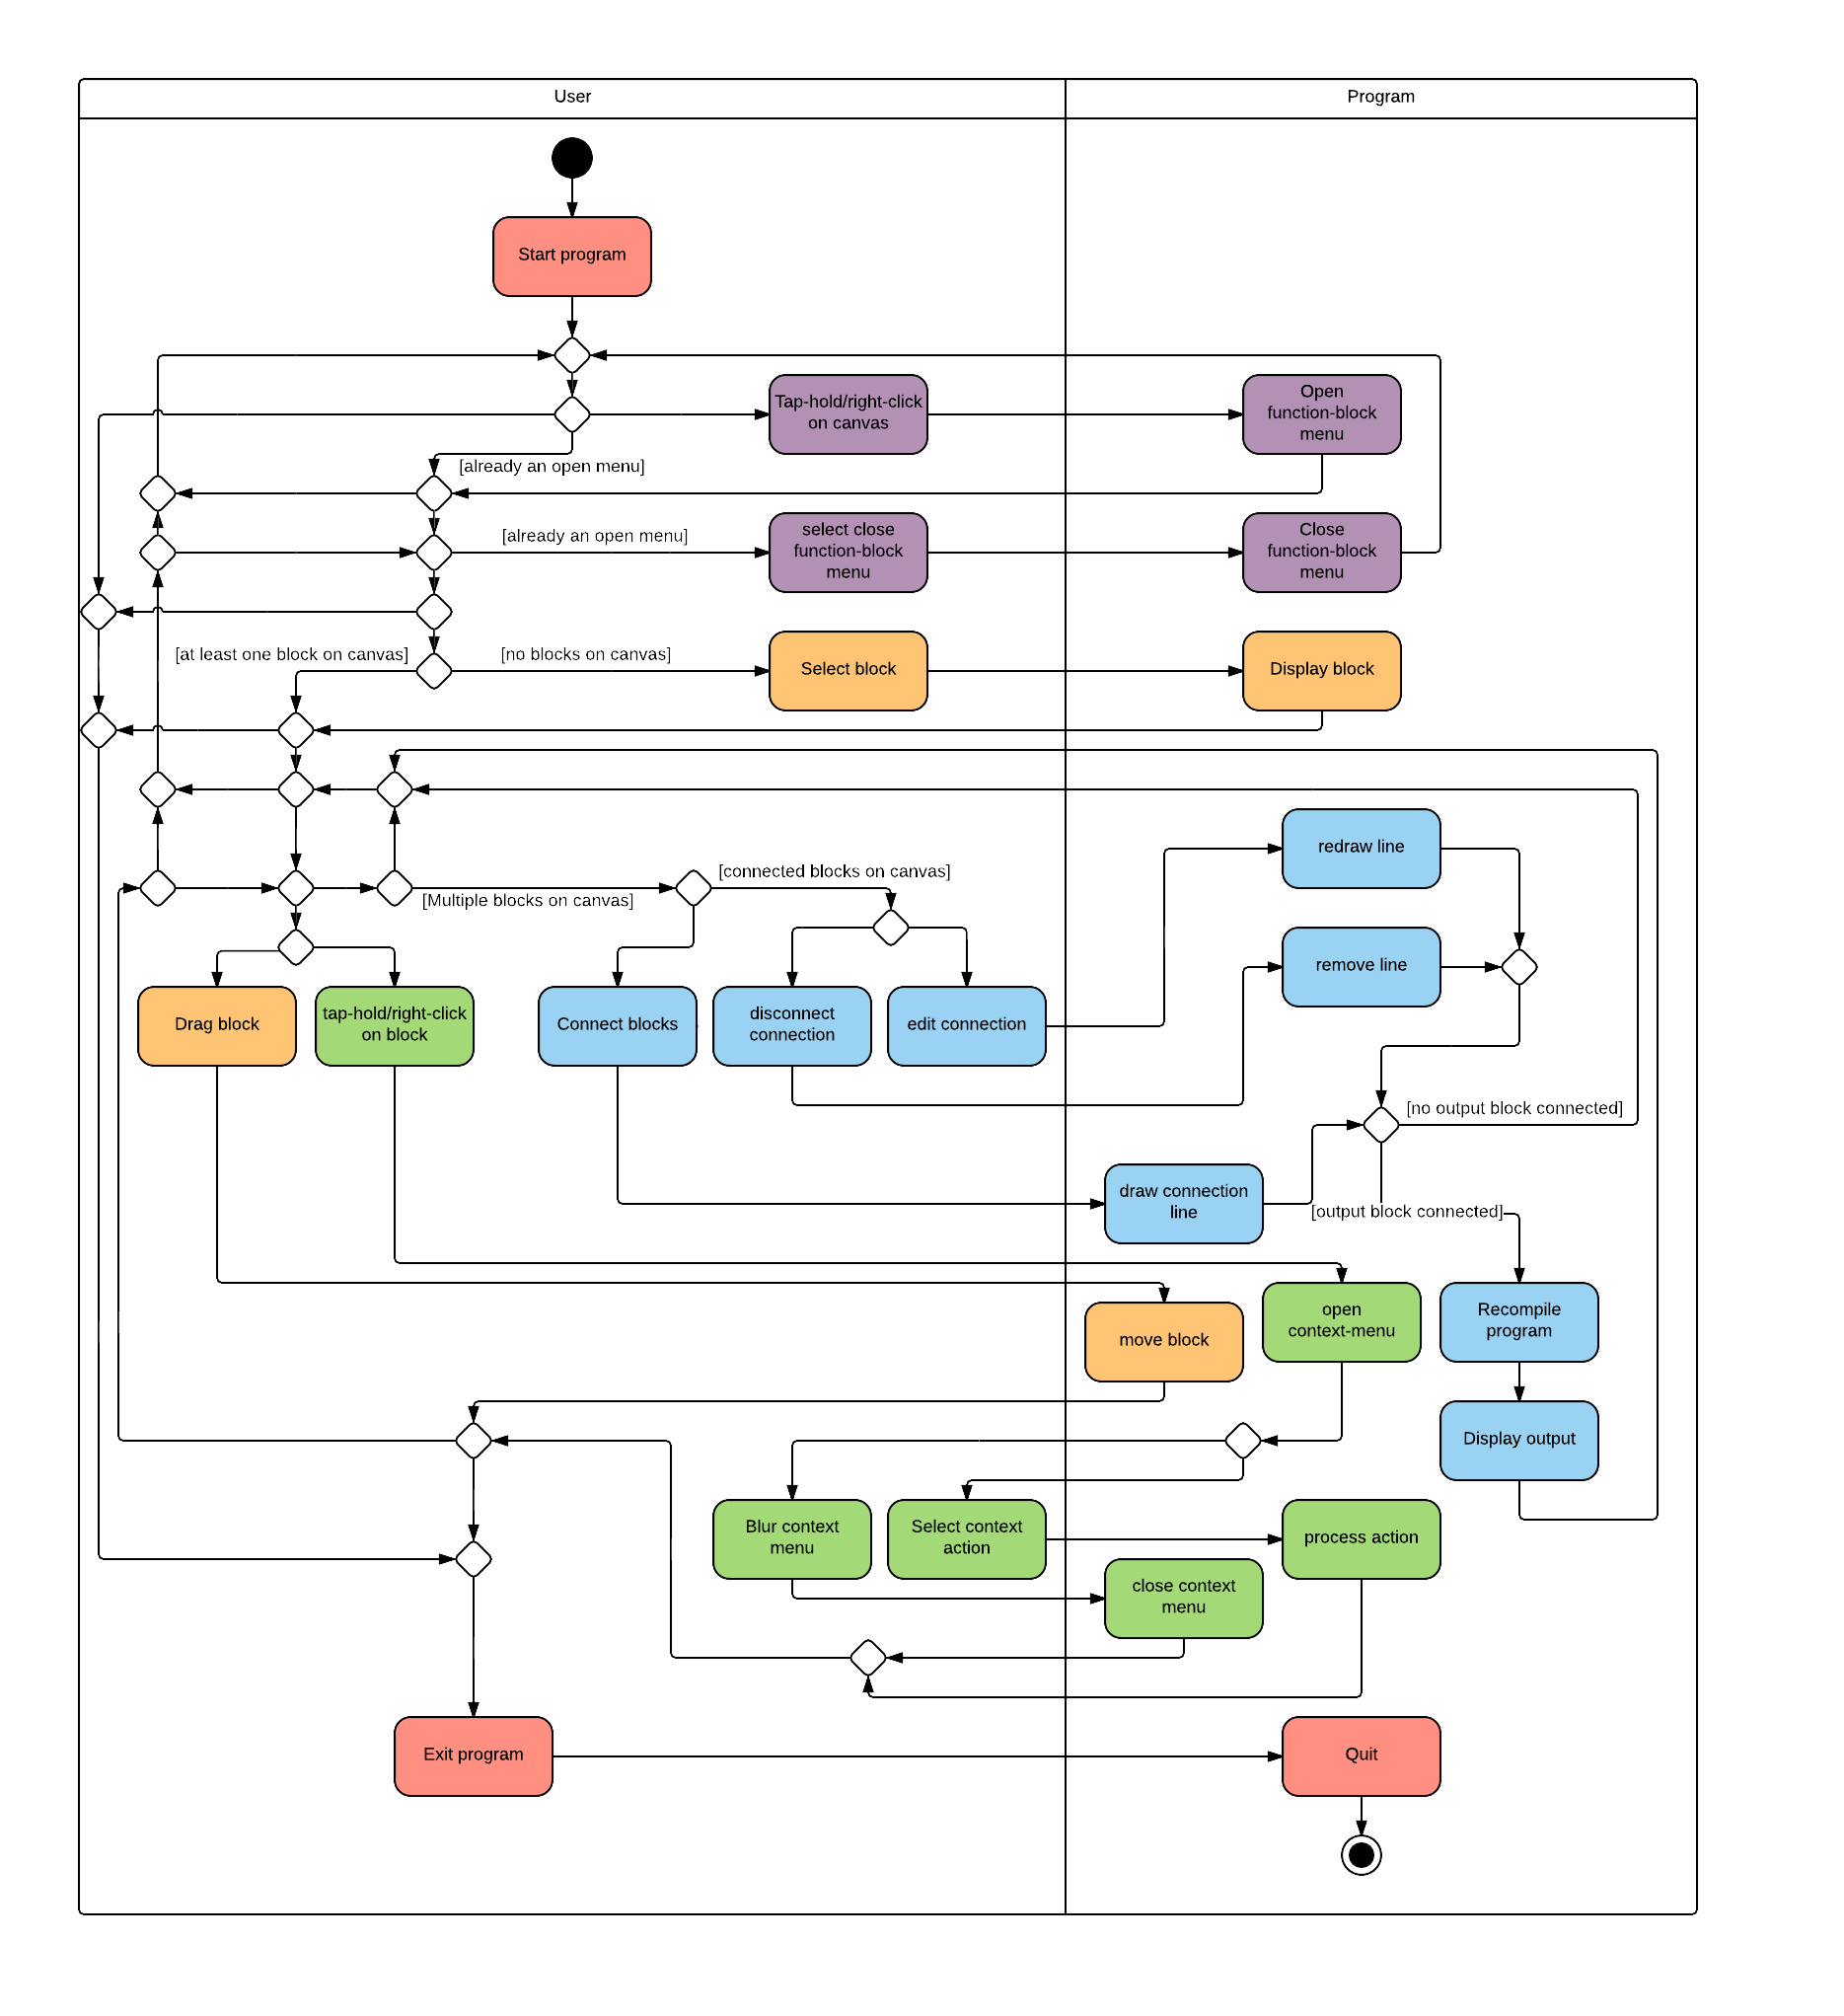 User
Program
Start program
Tap-hold/right-click
on canvas
Open
function-block
menu
[already an open menu]
[already an open menu]
select close
function-block
menu
Close
function-block
menu
[at least one block on canvas]
[no blocks on canvas]
Select block
Display block
redraw line
[connected blocks on canvas]
[Multiple blocks on canvas]
remove line
Drag block
tap-hold/right-click
on block
Connect blocks
disconnect
connection
edit connection
[no output block connected]
draw connection
line
[output block connected]
move block
open
context-menu
Recompile
program
Display output
Blur context
menu
Select context
action
process action
close context
menu
Exit program
Quit